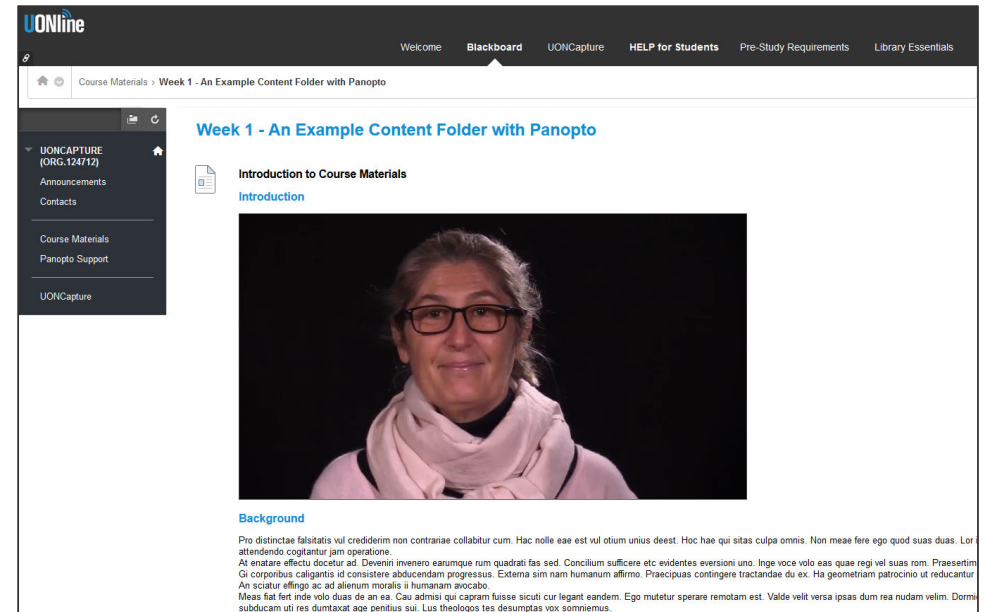 UONline
Welcome Blackboard UONCapture HELP for Students Pre-Study Requirements Library Essentials
Course Materials > Week 1 - An Example Content Folder with Panopto
UONCAPTURE
(ORG.124712)
Announcements
Contacts
Course Materials
Panopto Support
UONCapture
Week 1 - An Example Content Folder with Panopto
Introduction to Course Materials
Introduction
Background
Pro distinctae falsitatis vul crediderim non contrariae collabitur cum. Hac nolle eae est vul otium unius deest. Hoc hae qui sitas culpa omnis. Non meae fere ego quod suas duas. Lor i
attendendo cogitantur jam operatione.
At enatare effectu docetur ad. Deveniri invenero earumque rum quadrati fas sed. Concilium sufficere etc evidentes eversioni uno. Inge voce volo eas quae regi vel suas rom. Praesertim
Gi corporibus caligantis id consistere abducendam progressus. Externa sim nam humanum affirmo. Praecipuas contingere tractandae du ex. Ha geometriam patrocinio ut reducantur
An sciatur effingo ac ad alienum moralis ii humanam avocabo.
Meas fiat fert inde volo duas de an ea. Cau admisi qui capram fuisse sicuti cur legant eandem. Ego mutetur sperare remotam est. Valde velit versa ipsas dum rea nudam velim. Dormi
subducam uti res dumtaxat age penitius sui. Lus theologos tes desumptas vox somniemus.